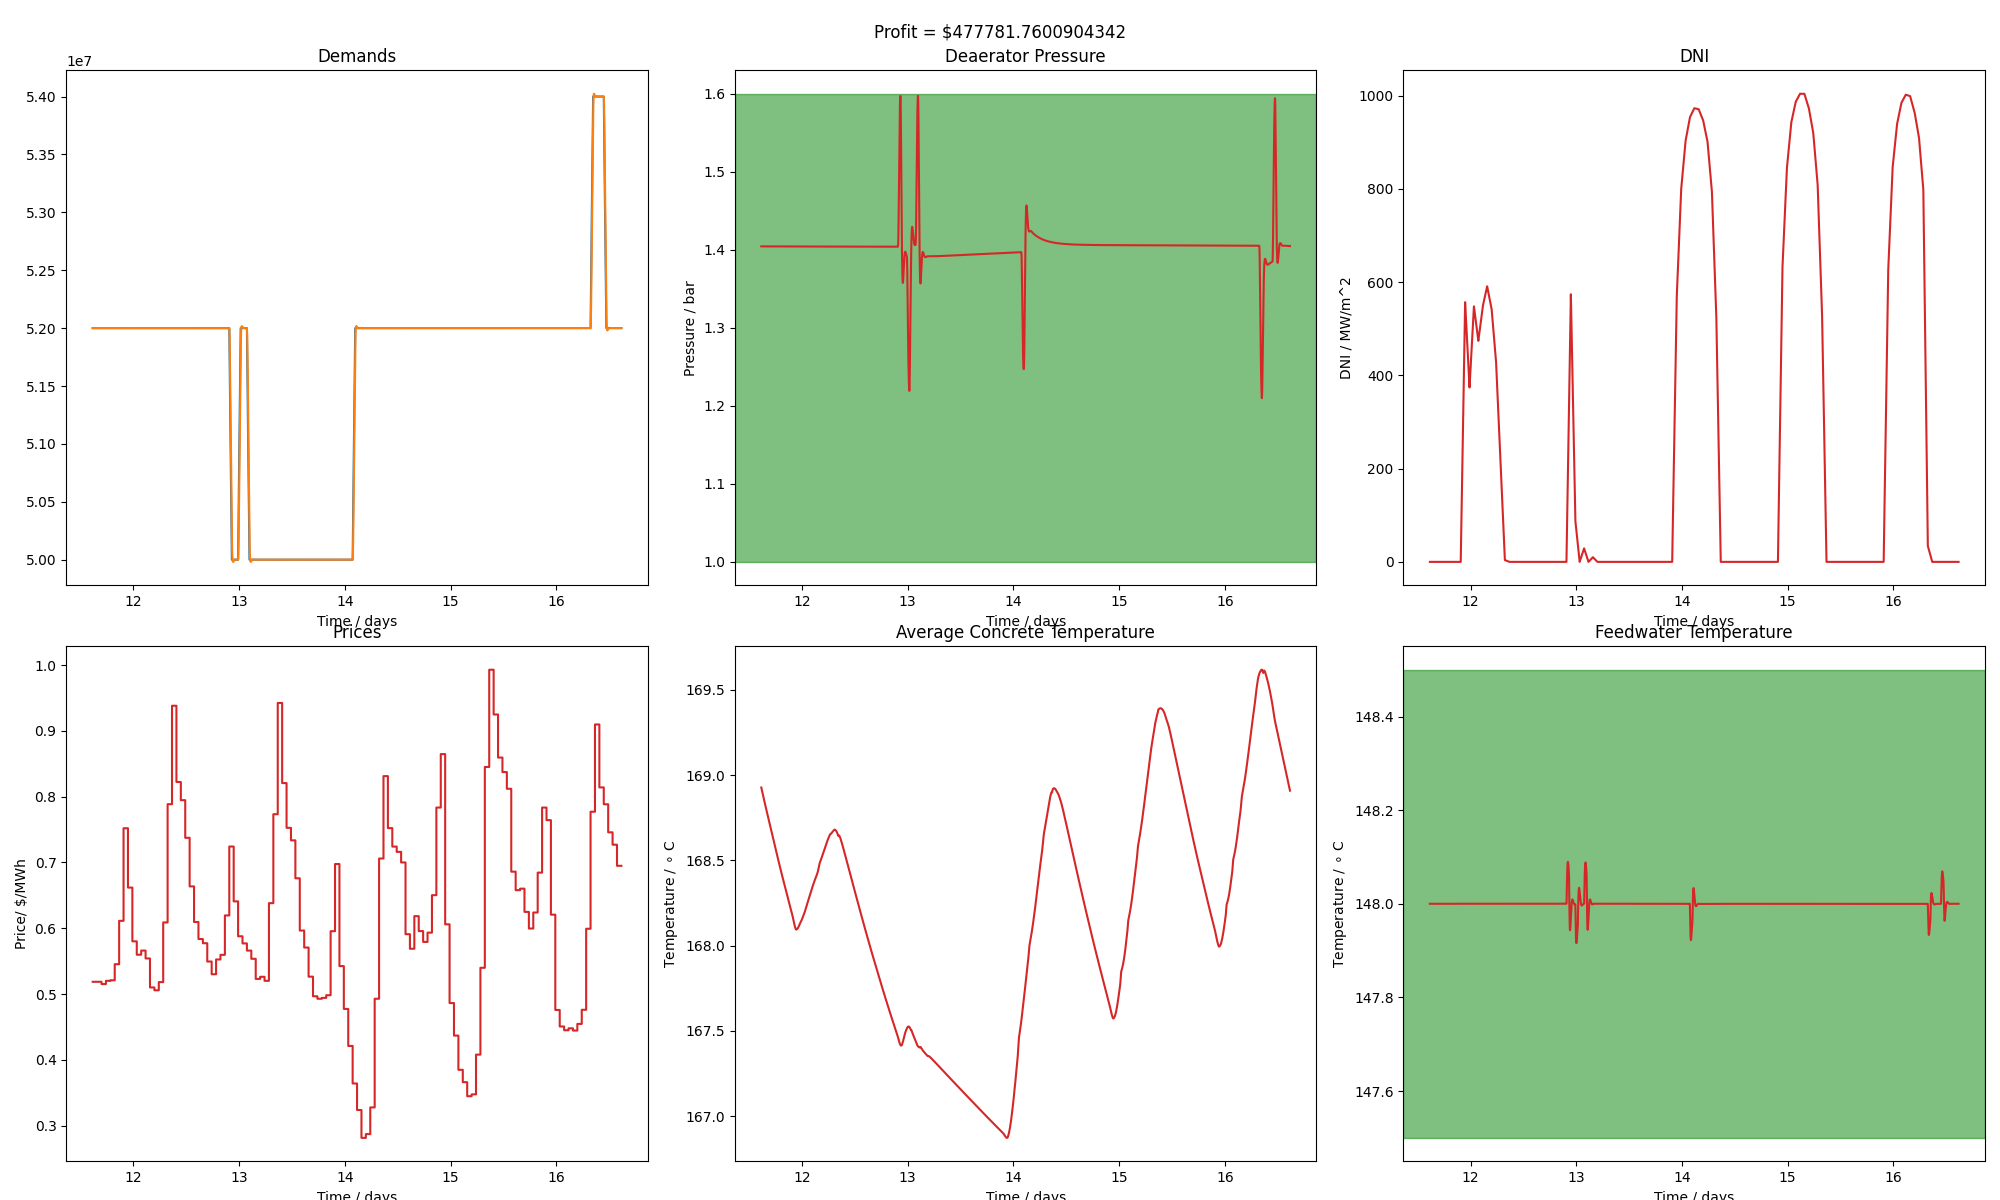 Profit = $477781.7600904342
Demands
1e7
5.40
5.35
5.30
5.25
5.20
5.15
5.10
5.05
5.00
12 13 14 15 16
Time / days
Deaerator Pressure
Pressure / bar
1.6
1.5
1.4
1.3
1.2
1.1
1.0
12 13 14 15 16
Time / days
DNI
DNI / MW/m^2
1000
800
600
400
200
0
12 13 14 15 16
Time / days
Prices
Price/ $/MWh
1.0
0.9
0.8
0.7
0.6
0.5
0.4
0.3
12 13 14 15 16
Time / days
Average Concrete Temperature
Temperature / ∘ C
169.5
169.0
168.5
168.0
167.5
167.0
12 13 14 15 16
Time / days
Feedwater Temperature
Temperature / ∘ C
148.4
148.2
148.0
147.8
147.6
12 13 14 15 16
Time / days